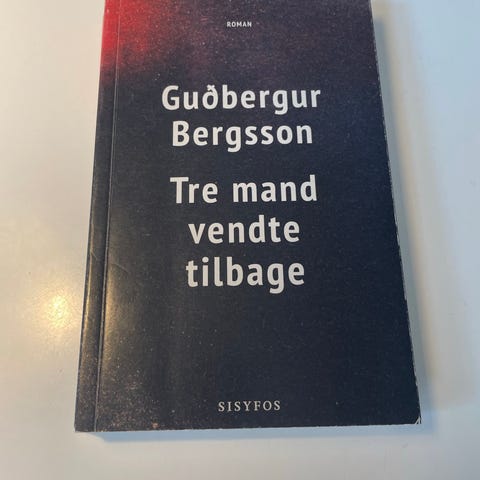 ROMAN
Guðbergur
Bergsson
Tre mand
vendte
tilbage
SISYFOS